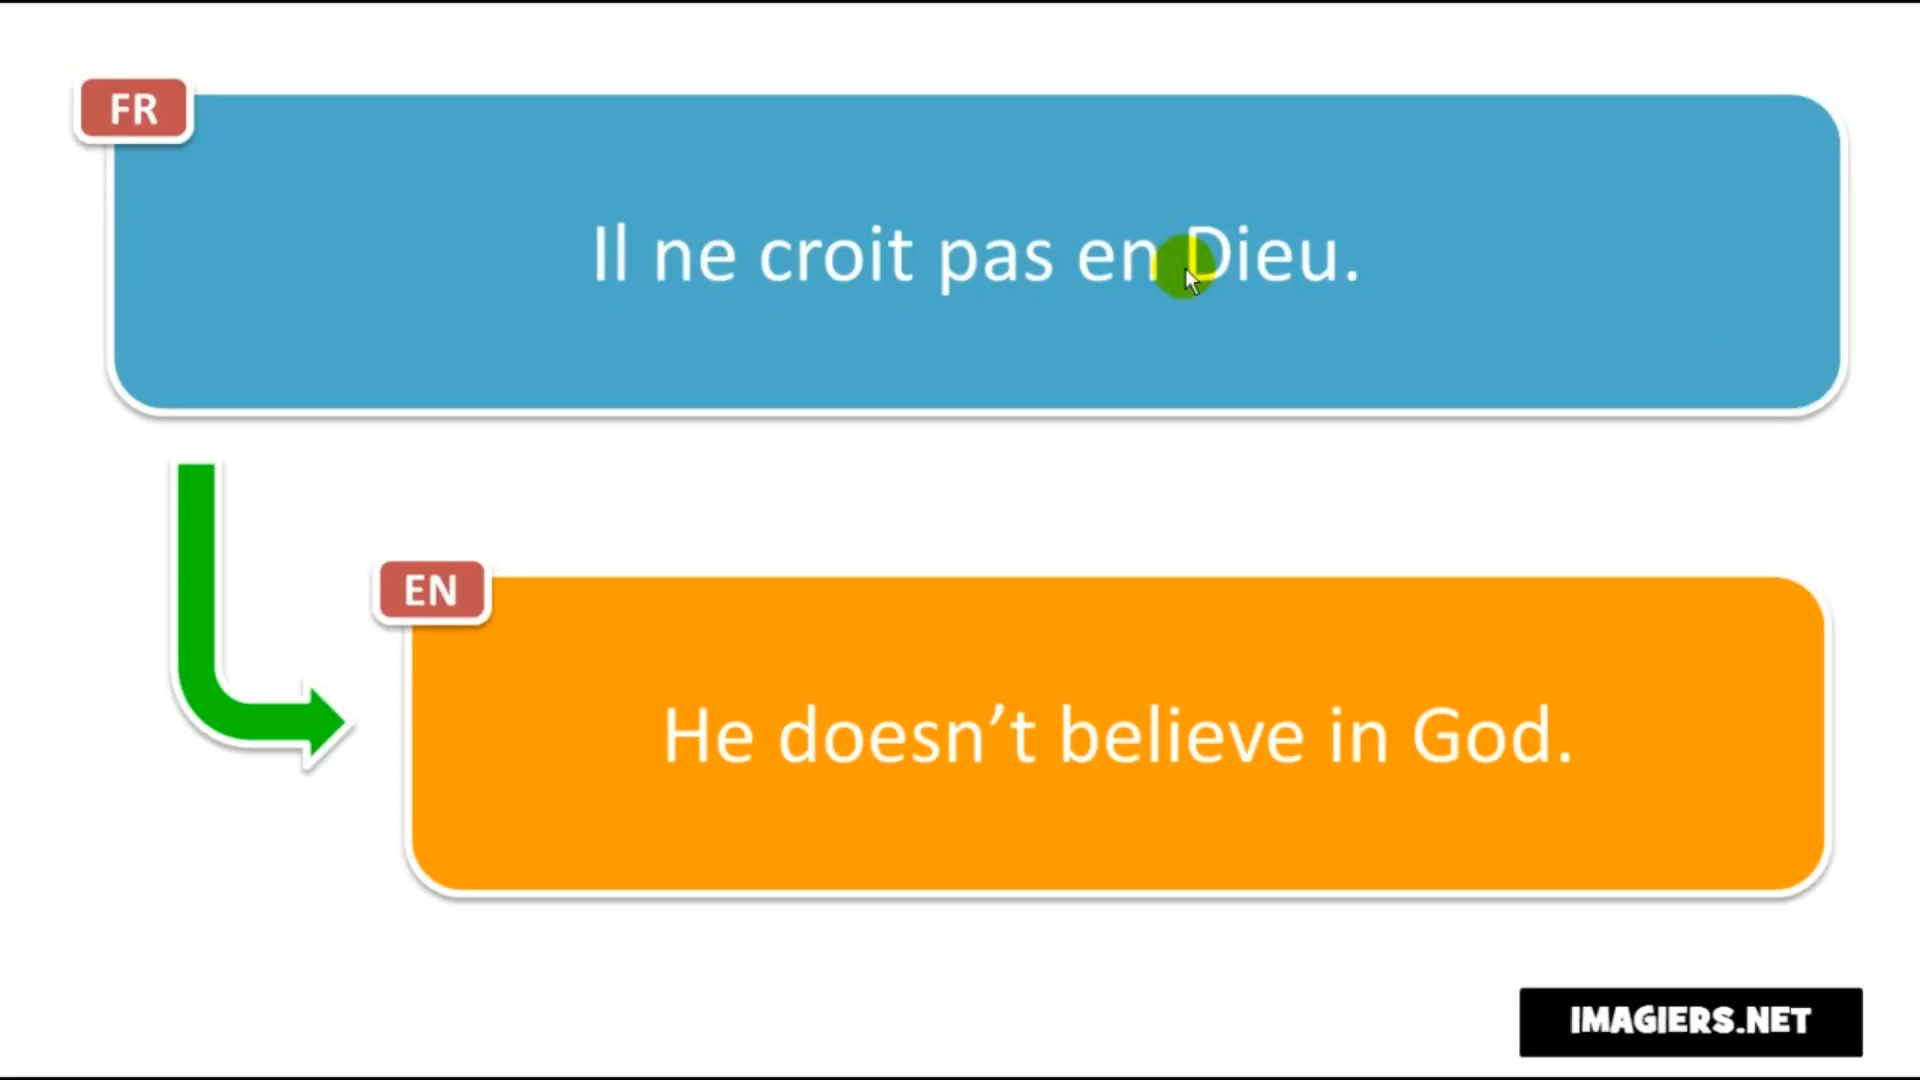 FR
Il ne croit pas en Dieu.
EN
He doesn’t believe in God.
IMAGIERS.NET